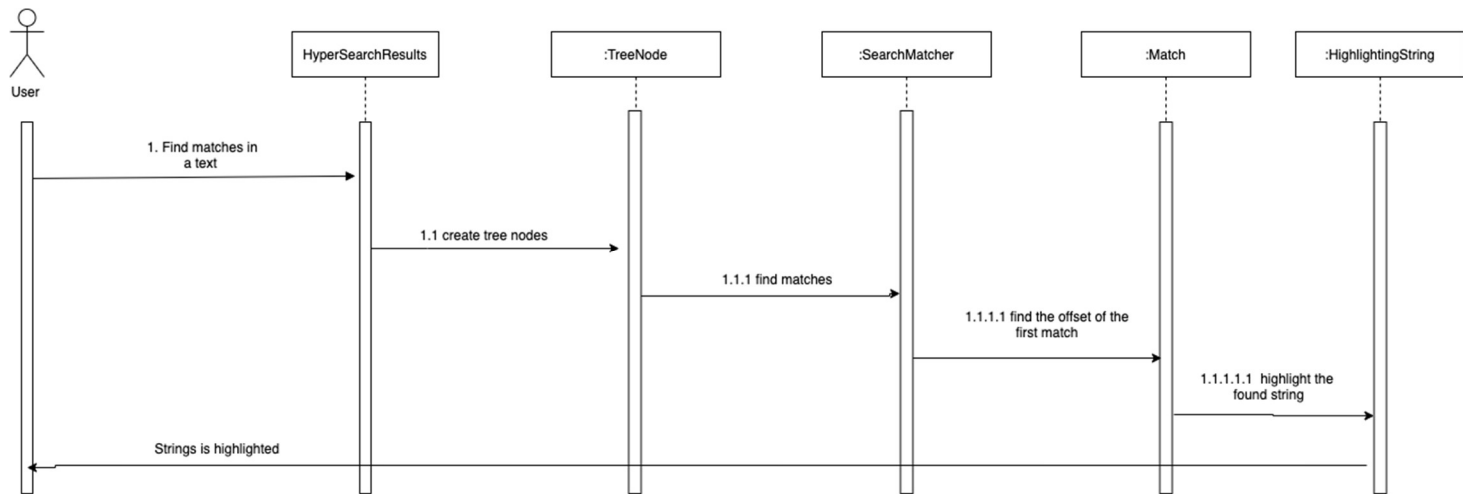 HyperSearchResults
:TreeNode
:SearchMatcher
:Match
:HighlightingString
User
1. Find matches in
a text
1.1 create tree nodes
1.1.1 find matches
1.1.1.1 find the offset of the
first match
1.1.1.1.1  highlight the
found string
Strings is highlighted